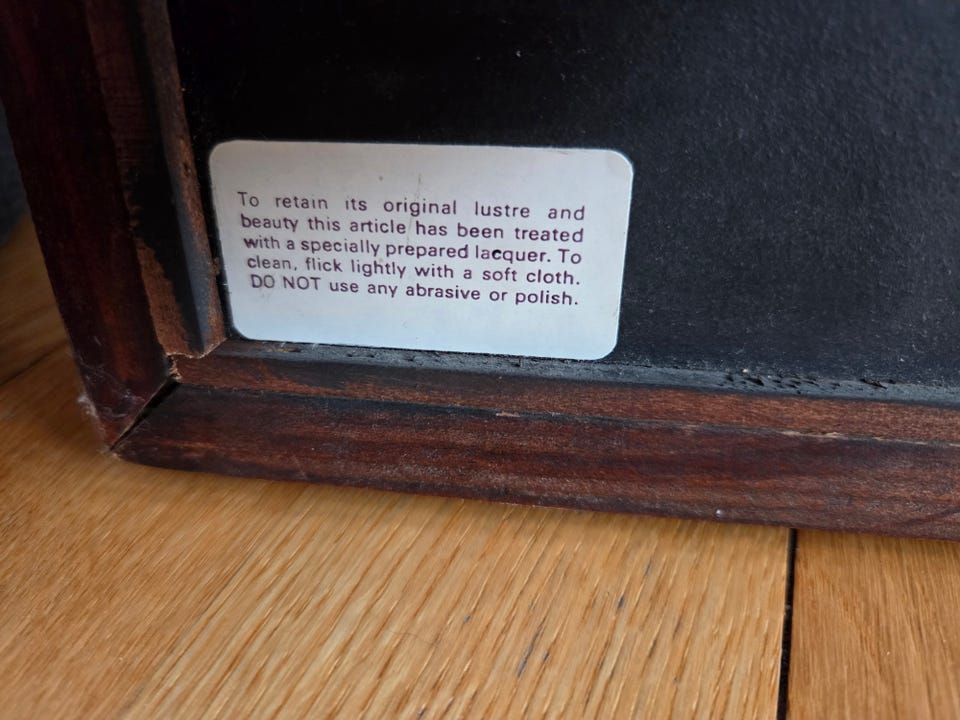 To retain its original lustre and
beauty this article has been treated
with a specially prepared lacquer. To
clean, flick lightly with a soft cloth.
DO NOT use any abrasive or polish.